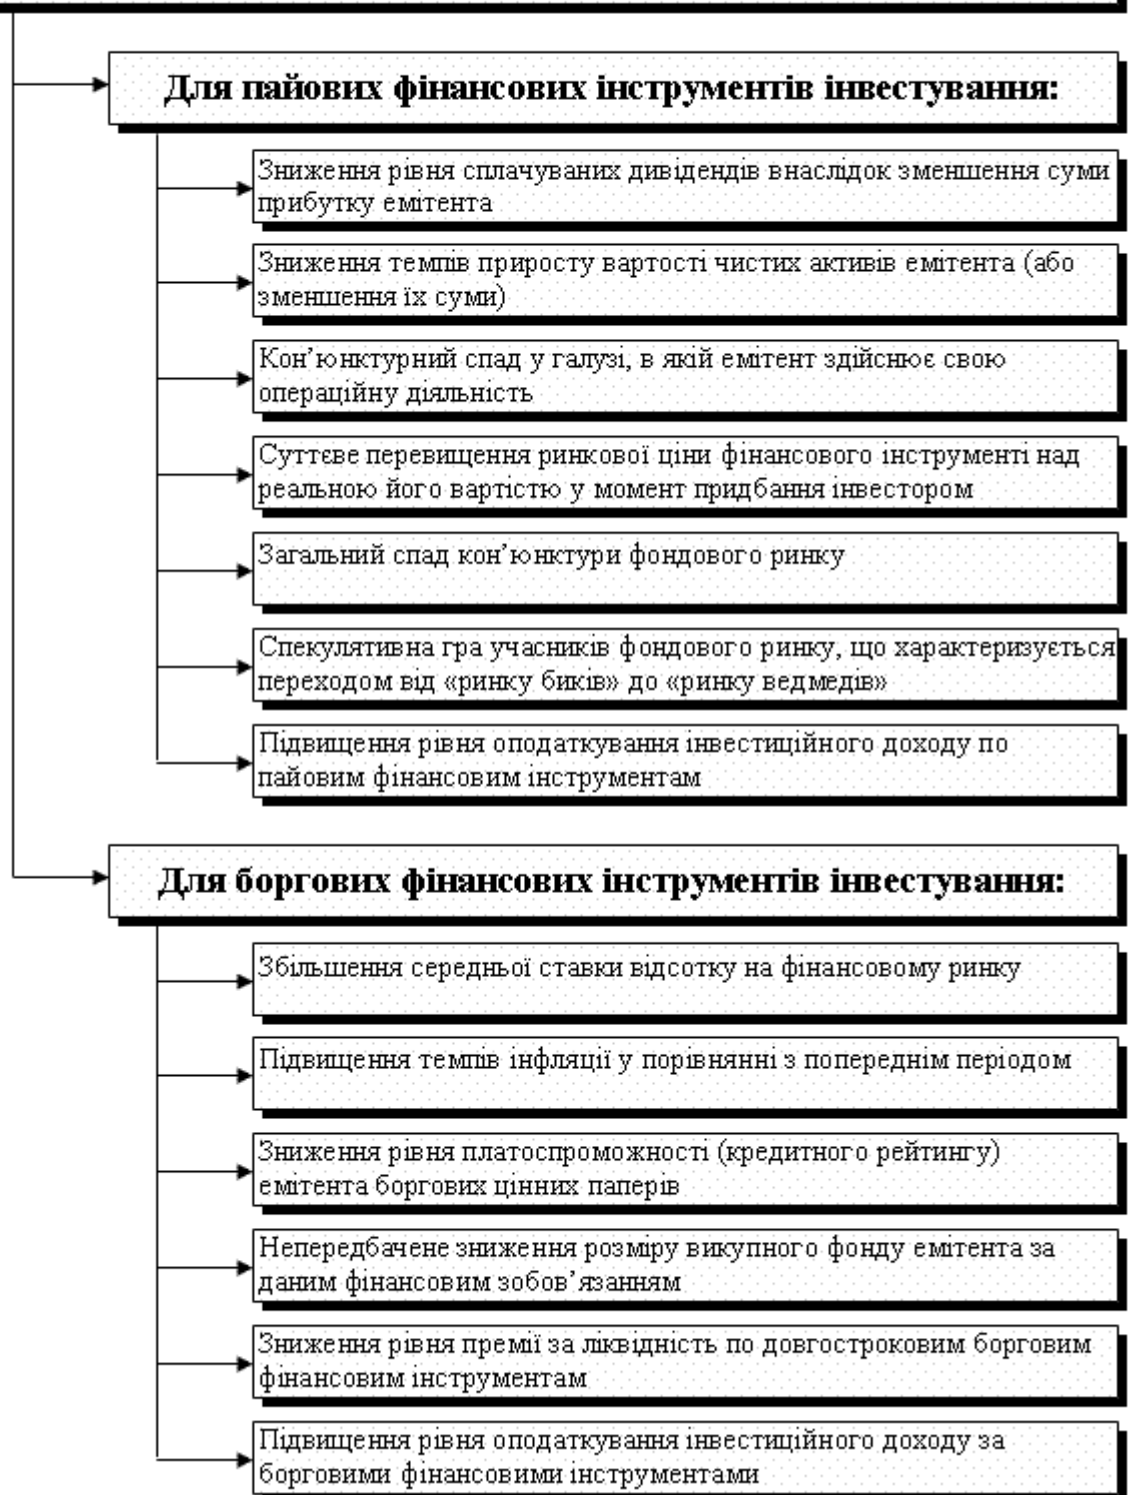 Для пайових фінансових інструментів інвестування:
Зниження рівня сплачуваних дивідендів внаслідок зменшення суми
прибутку емітента
Зниження темпів приросту вартості чистих активів емітента (або
зменшення їх суми)
Кон’юнктурний спад у галузі, в якій емітент здійснює свою
операційну діяльність
Суттєве перевищення ринкової ціни фінансового інструменті над
реальною його вартістю у момент придбання інвестором
Загальний спад кон’юнктури фондового ринку
Спекулятивна гра учасників фондового ринку, що характеризується
переходом від «ринку биків» до «ринку ведмедів»
Підвищення рівня оподаткування інвестиційного доходу по
пайовим фінансовим інструментам
Для боргових фінансових інструментів інвестування:
Збільшення середньої ставки відсотку на фінансовому ринку
Підвищення темпів інфляції у порівнянні з попереднім періодом
Зниження рівня платоспроможності (кредитного рейтингу)
емітента боргових цінних паперів
Непередбачене зниження розміру викупного фонду емітента за
даним фінансовим зобов’язанням
Зниження рівня премії за ліквідність по довгостроковим борговим
фінансовим інструментам
Підвищення рівня оподаткування інвестиційного доходу за
борговими фінансовими інструментами